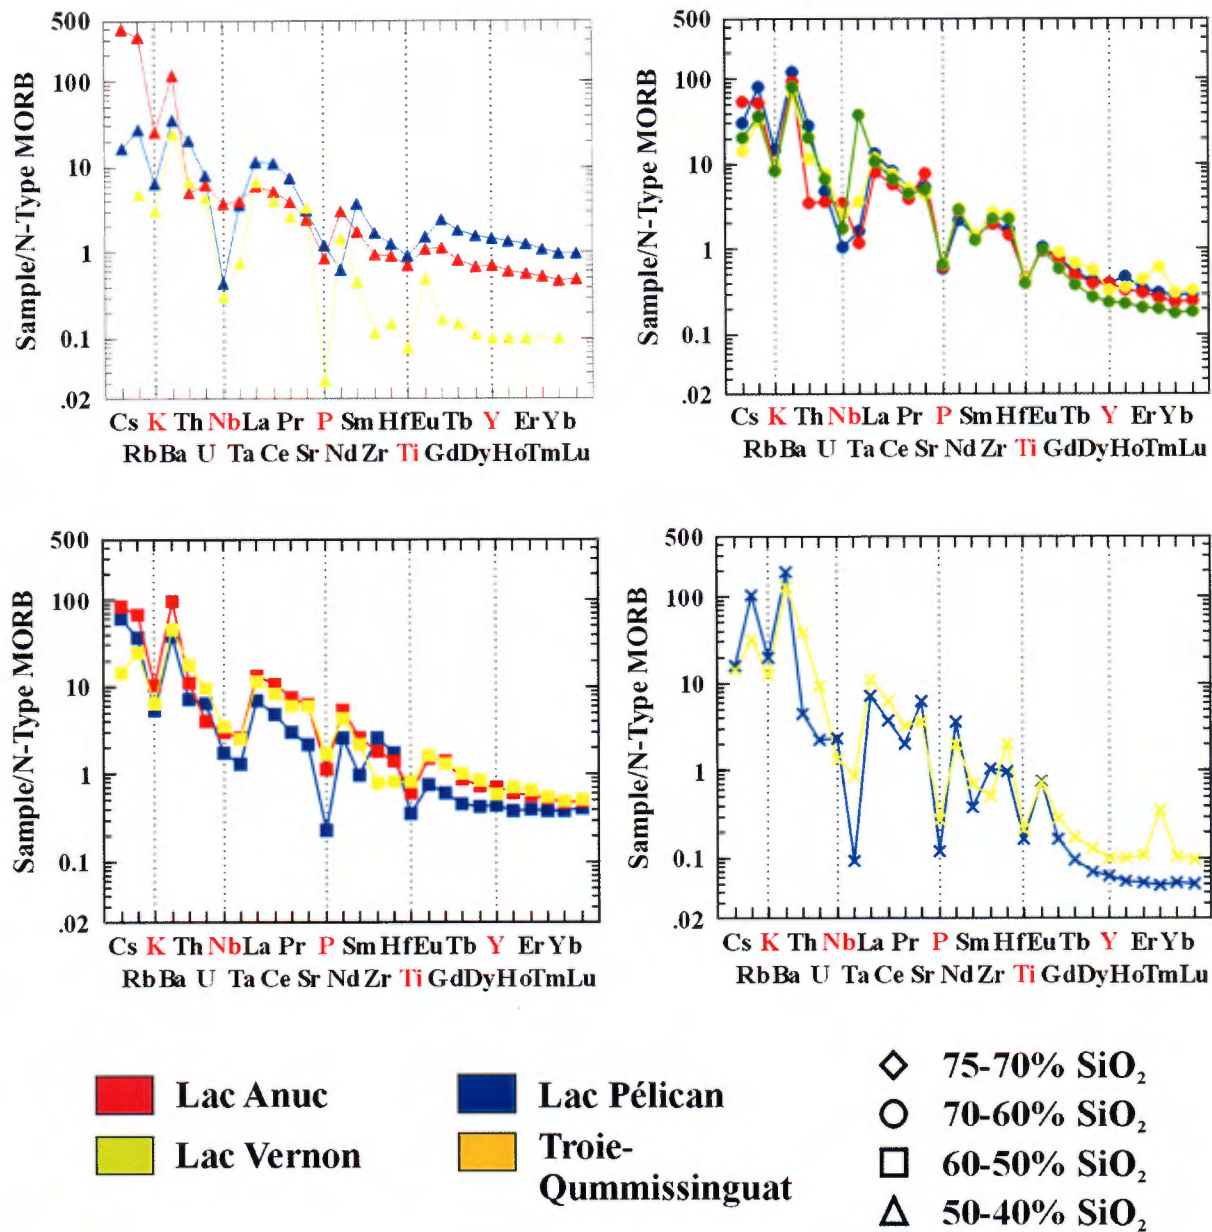 500
100
10
1
0.1
.02
Sample/N-Type MORB
Cs K Th Nb La Pr P Sm Hf Eu Tb Y Er Yb
Rb Ba U Ta Ce Sr Nd Zr Ti Gd Dy Ho Tm Lu
500
100
10
1
0.1
.02
Sample/N-Type MORB
Cs K Th Nb La Pr P Sm Hf Eu Tb Y Er Yb
Rb Ba U Ta Ce Sr Nd Zr Ti Gd Dy Ho Tm Lu
500
100
10
1
0.1
.02
Sample/N-Type MORB
Cs K Th Nb La Pr P Sm Hf Eu Tb Y Er Yb
Rb Ba U Ta Ce Sr Nd Zr Ti Gd Dy Ho Tm Lu
500
100
10
1
0.1
.02
Sample/N-Type MORB
Cs K Th Nb La Pr P Sm Hf Eu Tb Y Er Yb
Rb Ba U Ta Ce Sr Nd Zr Ti Gd Dy Ho Tm Lu
Lac Anuc
Lac Vernon
Lac Pélican
Troie-
Qummissinguat
75-70% SiO₂
70-60% SiO₂
60-50% SiO₂
50-40% SiO₂